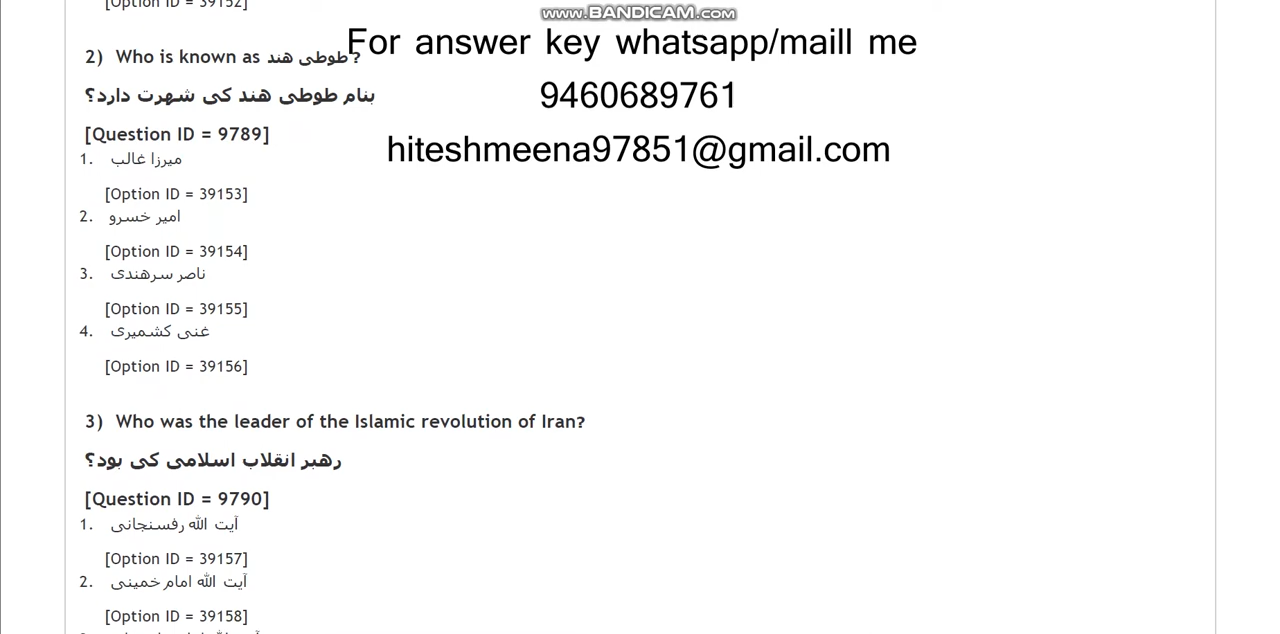 [Option ID = 39152]
www.BANDICAM.com
For answer key whatsapp/maill me
2) Who is known as طوطی هند ?
9460689761
بنام طوطی هند کی شهرت دارد؟
[Question ID = 9789]
hiteshmeena97851@gmail.com
1. میرزا غالب
[Option ID = 39153]
2. امیر خسرو
[Option ID = 39154]
3. ناصر سرهندی
[Option ID = 39155]
4. غنی کشمیری
[Option ID = 39156]
3) Who was the leader of the Islamic revolution of Iran?
رهبر انقلاب اسلامی کی بود؟
[Question ID = 9790]
1. آیت الله رفسنجانی
[Option ID = 39157]
2. آیت الله امام خمینی
[Option ID = 39158]